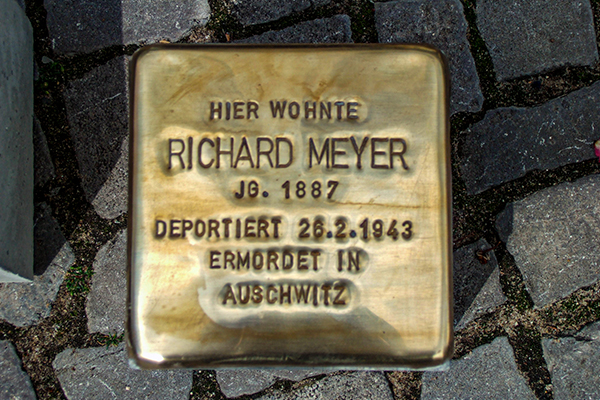 HIER WOHNTE
RICHARD MEYER
JG. 1887
DEPORTIERT 26.2.1943
ERMORDET IN
AUSCHWITZ